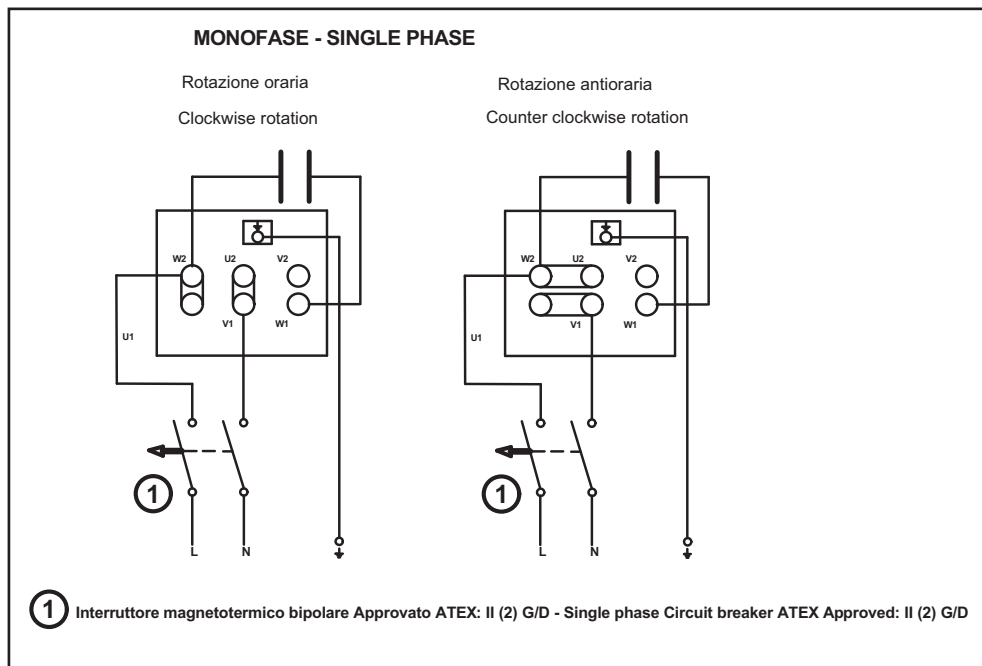 MONOFASE - SINGLE PHASE
Rotazione oraria
Clockwise rotation
W2 U2 V2
U1 V1 W1
1
L N
Rotazione antioraria
Counter clockwise rotation
W2 U2 V2
U1 V1 W1
1
L N
1 Interruttore magnetotermico bipolare Approvato ATEX: II (2) G/D - Single phase Circuit breaker ATEX Approved: II (2) G/D